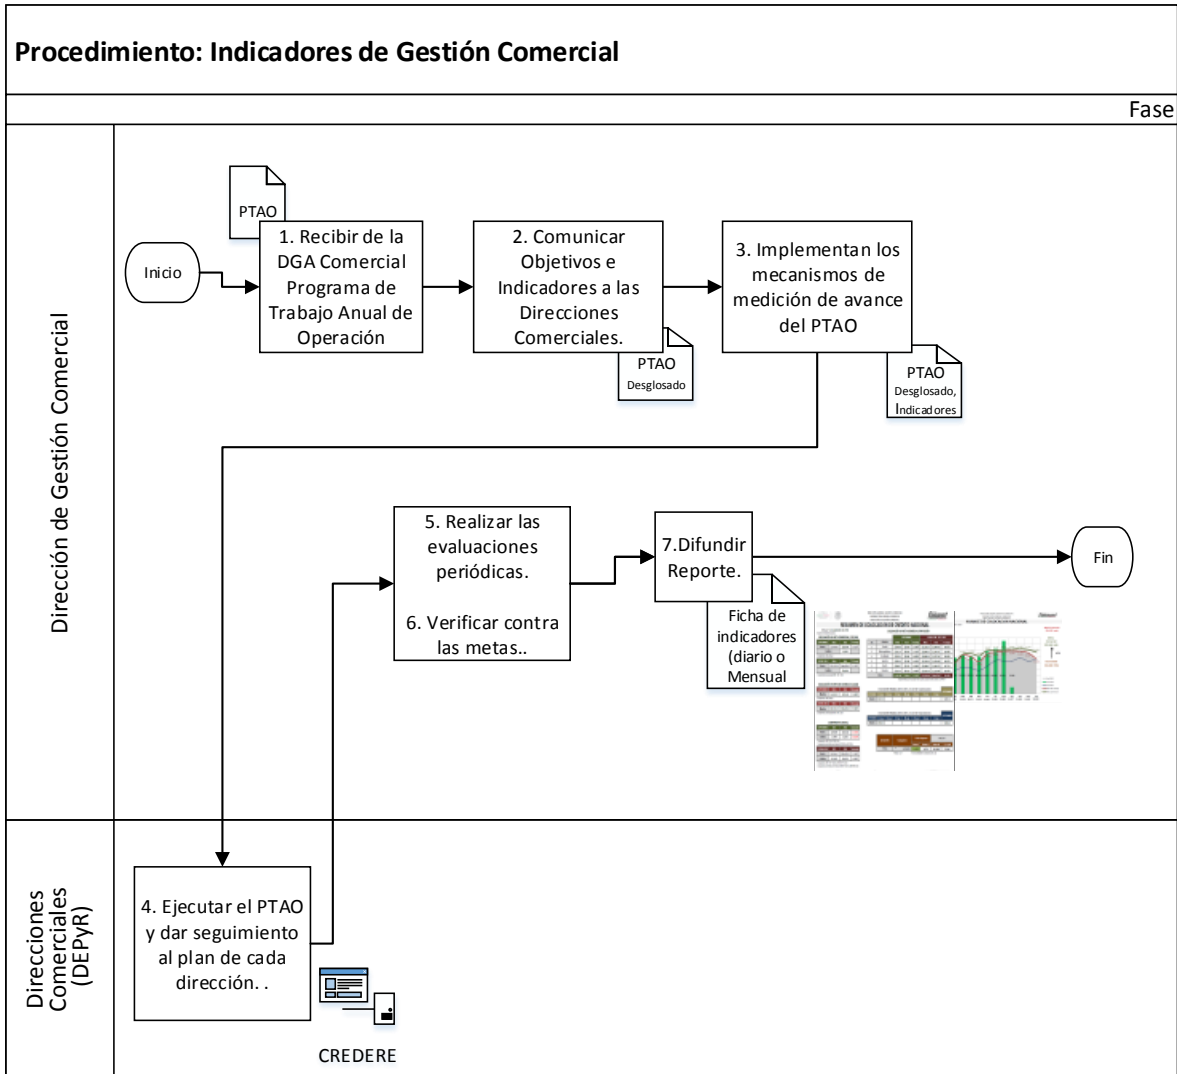 Procedimiento: Indicadores de Gestión Comercial
Fase
Dirección de Gestión Comercial
PTAO
Inicio
1. Recibir de la
DGA Comercial
Programa de
Trabajo Anual de
Operación
2. Comunicar
Objetivos e
Indicadores a las
Direcciones
Comerciales.
PTAO
Desglosado
3. Implementan los
mecanismos de
medición de avance
del PTAO
PTAO
Desglosado,
Indicadores
5. Realizar las
evaluaciones
periódicas.
6. Verificar contra
las metas..
7.Difundir
Reporte.
Ficha de
indicadores
(diario o
Mensual
Fin
Direcciones
Comerciales
(DEPyR)
4. Ejecutar el PTAO
y dar seguimiento
al plan de cada
dirección. .
CREDERE